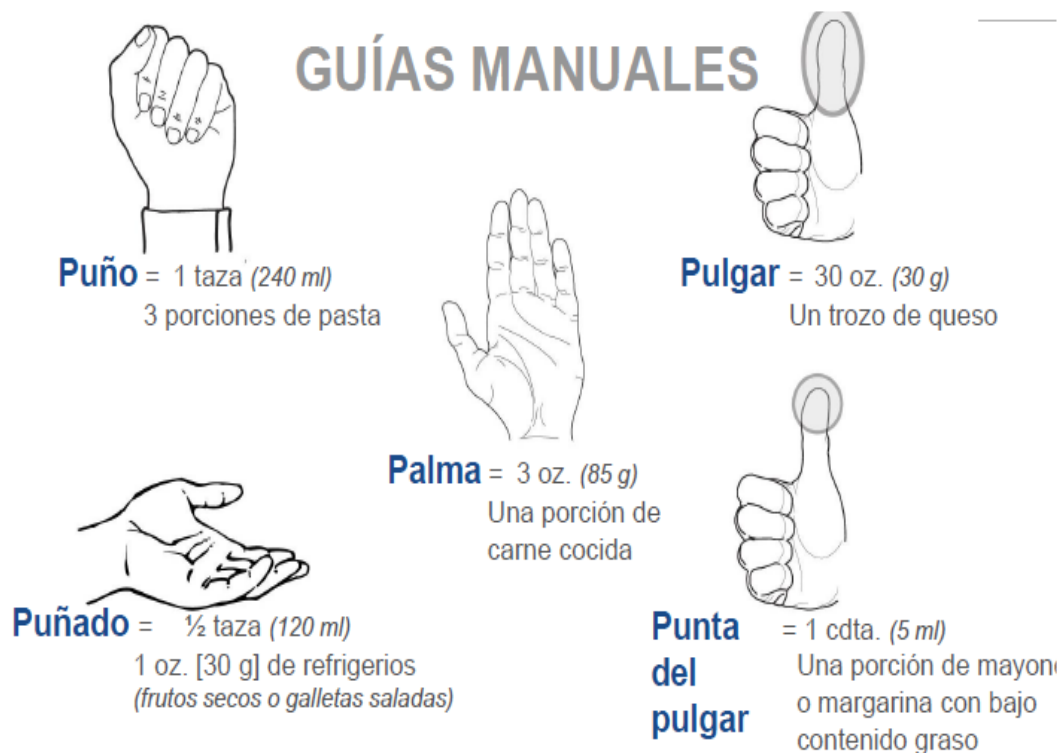 GUÍAS MANUALES
Puño = 1 taza (240 ml)
3 porciones de pasta
Pulgar = 30 oz. (30 g)
Un trozo de queso
Palma = 3 oz. (85 g)
Una porción de
carne cocida
Puñado = ½ taza (120 ml)
1 oz. [30 g] de refrigerios
(frutos secos o galletas saladas)
Punta = 1 cdta. (5 ml)
del Una porción de
pulgar o margarina con bajo
contenido graso